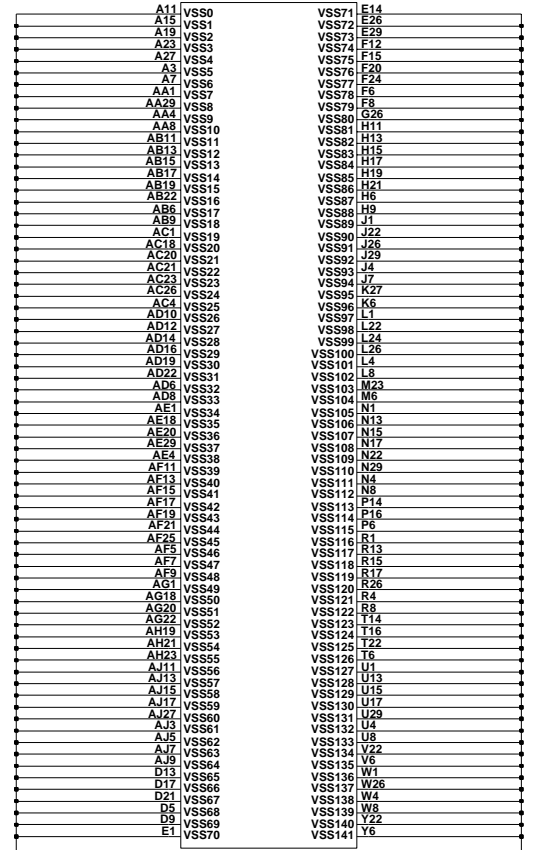 A11 VSS0 VSS71 E14
A15 VSS1 VSS72 E26
A19 VSS2 VSS73 E29
A23 VSS3 VSS74 F12
A27 VSS4 VSS75 F15
A3 VSS5 VSS76 F20
A7 VSS6 VSS77 F24
AA1 VSS7 VSS78 F6
AA29 VSS8 VSS79 F8
AA4 VSS9 VSS80 G26
AA8 VSS10 VSS81 H11
AB11 VSS11 VSS82 H13
AB13 VSS12 VSS83 H15
AB15 VSS13 VSS84 H17
AB17 VSS14 VSS85 H19
AB19 VSS15 VSS86 H21
AB22 VSS16 VSS87 H6
AB6 VSS17 VSS88 H9
AB9 VSS18 VSS89 J1
AC1 VSS19 VSS90 J22
AC18 VSS20 VSS91 J26
AC20 VSS21 VSS92 J29
AC21 VSS22 VSS93 J4
AC23 VSS23 VSS94 J7
AC26 VSS24 VSS95 K27
AC4 VSS25 VSS96 K6
AD10 VSS26 VSS97 L1
AD12 VSS27 VSS98 L22
AD14 VSS28 VSS99 L24
AD16 VSS29 VSS100 L26
AD19 VSS30 VSS101 L4
AD22 VSS31 VSS102 L8
AD6 VSS32 VSS103 M23
AD8 VSS33 VSS104 M6
AE1 VSS34 VSS105 N1
AE18 VSS35 VSS106 N13
AE20 VSS36 VSS107 N15
AE29 VSS37 VSS108 N17
AE4 VSS38 VSS109 N22
AF11 VSS39 VSS110 N29
AF13 VSS40 VSS111 N4
AF15 VSS41 VSS112 N8
AF17 VSS42 VSS113 P14
AF19 VSS43 VSS114 P16
AF21 VSS44 VSS115 P6
AF25 VSS45 VSS116 R1
AF5 VSS46 VSS117 R13
AF7 VSS47 VSS118 R15
AF9 VSS48 VSS119 R17
AG1 VSS49 VSS120 R26
AG18 VSS50 VSS121 R4
AG20 VSS51 VSS122 R8
AG22 VSS52 VSS123 T14
AH19 VSS53 VSS124 T16
AH21 VSS54 VSS125 T22
AH23 VSS55 VSS126 T6
AJ11 VSS56 VSS127 U1
AJ13 VSS57 VSS128 U13
AJ15 VSS58 VSS129 U15
AJ17 VSS59 VSS130 U17
AJ27 VSS60 VSS131 U29
AJ3 VSS61 VSS132 U4
AJ5 VSS62 VSS133 U8
AJ7 VSS63 VSS134 V22
AJ9 VSS64 VSS135 V6
D13 VSS65 VSS136 W1
D17 VSS66 VSS137 W26
D21 VSS67 VSS138 W4
D5 VSS68 VSS139 W8
D9 VSS69 VSS140 Y22
E1 VSS70 VSS141 Y6